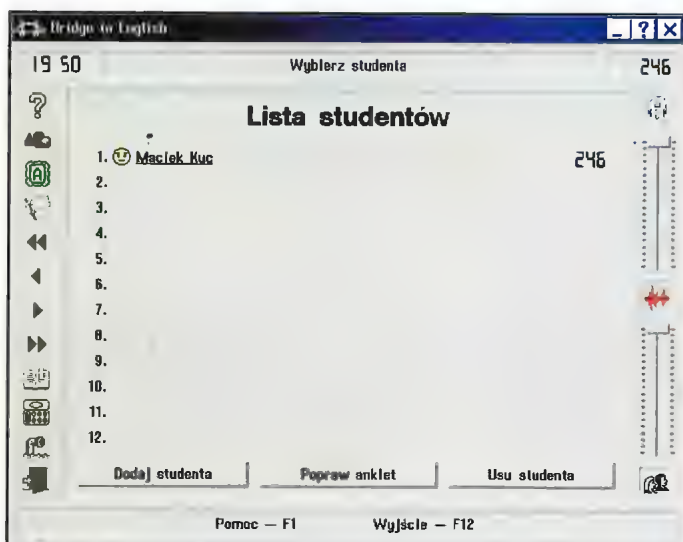 Bridge to English
19 50 Wybierz studenta 246
Lista studentów
1. Maciek Kuc 246
2.
3.
4.
5.
6.
7.
8.
9.
10.
11.
12.
Dodaj studenta Popraw ankiet Usu studenta
Pomoc – F1 Wyjście – F12